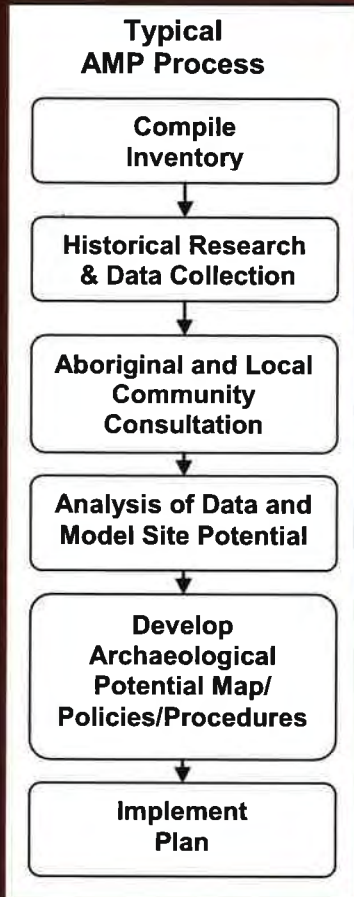 Typical
AMP Process
Compile
Inventory
Historical Research
& Data Collection
Aboriginal and Local
Community
Consultation
Analysis of Data and
Model Site Potential
Develop
Archaeological
Potential Map/
Policies/Procedures
Implement
Plan